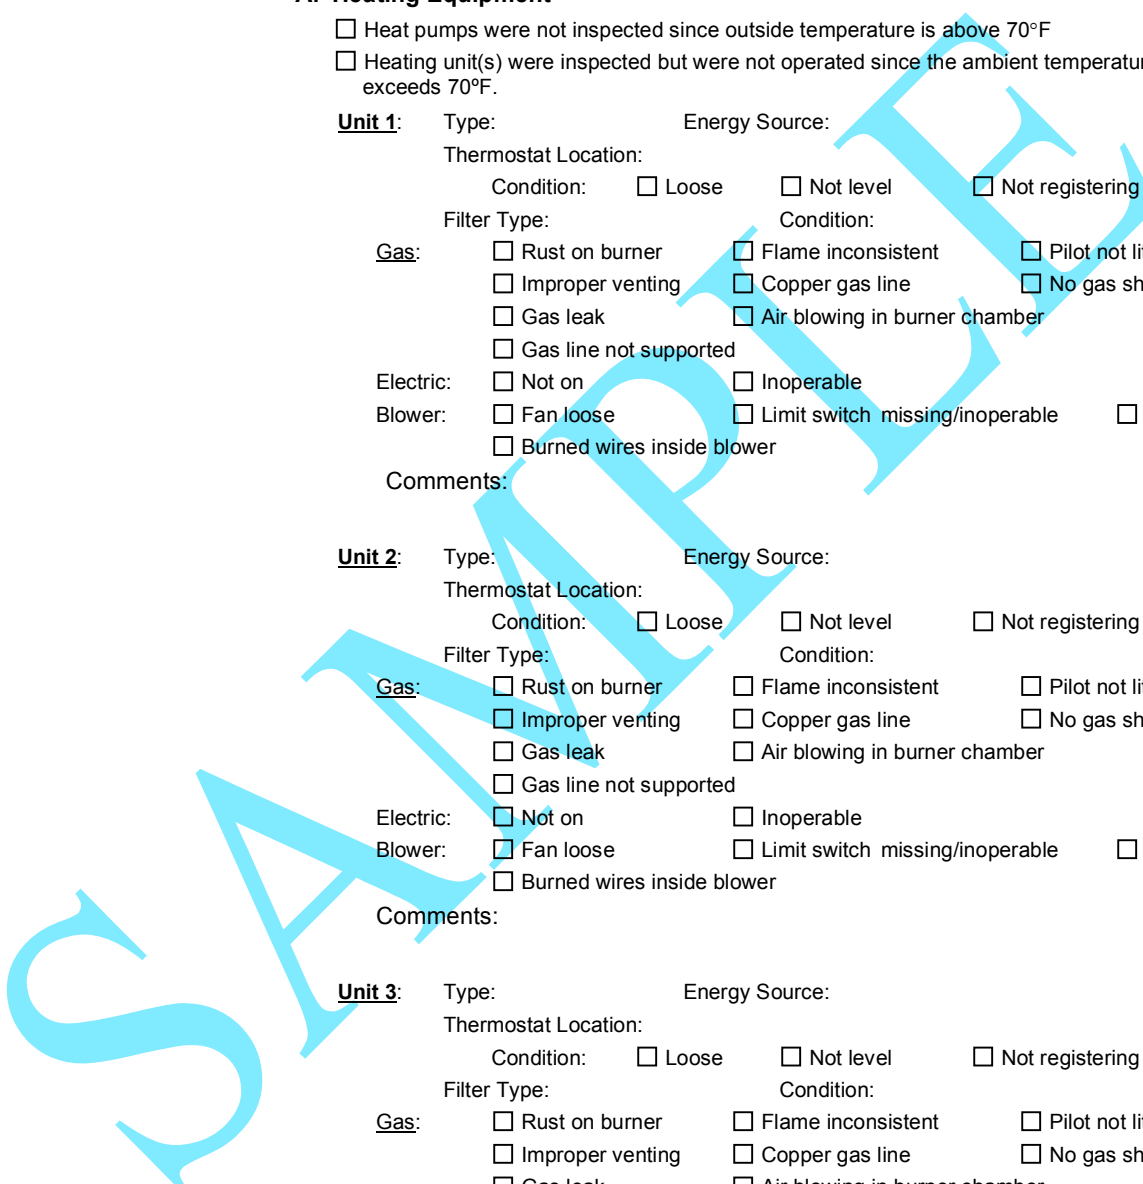 A. Heating Equipment
☐ Heat pumps were not inspected since outside temperature is above 70°F
☐ Heating unit(s) were inspected but were not operated since the ambient
exceeds 70ºF.
Unit 1: Type: Energy Source:
Thermostat Location:
Condition: ☐ Loose ☐ Not level ☐ Not registering
Filter Type: Condition:
Gas: ☐ Rust on burner ☐ Flame inconsistent ☐ Pilot not
☐ Improper venting ☐ Copper gas line ☐ No gas
☐ Gas leak ☐ Air blowing in burner chamber
☐ Gas line not supported
Electric: ☐ Not on ☐ Inoperable
Blower: ☐ Fan loose ☐ Limit switch missing/inoperable ☐
☐ Burned wires inside blower
Comments:
Unit 2: Type: Energy Source:
Thermostat Location:
Condition: ☐ Loose ☐ Not level ☐ Not registering
Filter Type: Condition:
Gas: ☐ Rust on burner ☐ Flame inconsistent ☐ Pilot not
☐ Improper venting ☐ Copper gas line ☐ No gas
☐ Gas leak ☐ Air blowing in burner chamber
☐ Gas line not supported
Electric: ☐ Not on ☐ Inoperable
Blower: ☐ Fan loose ☐ Limit switch missing/inoperable ☐
☐ Burned wires inside blower
Comments:
Unit 3: Type: Energy Source:
Thermostat Location:
Condition: ☐ Loose ☐ Not level ☐ Not registering
Filter Type: Condition:
Gas: ☐ Rust on burner ☐ Flame inconsistent ☐ Pilot not
☐ Improper venting ☐ Copper gas line ☐ No gas
☐ Gas leak ☐ Air blowing in burner chamber
SAMPLE